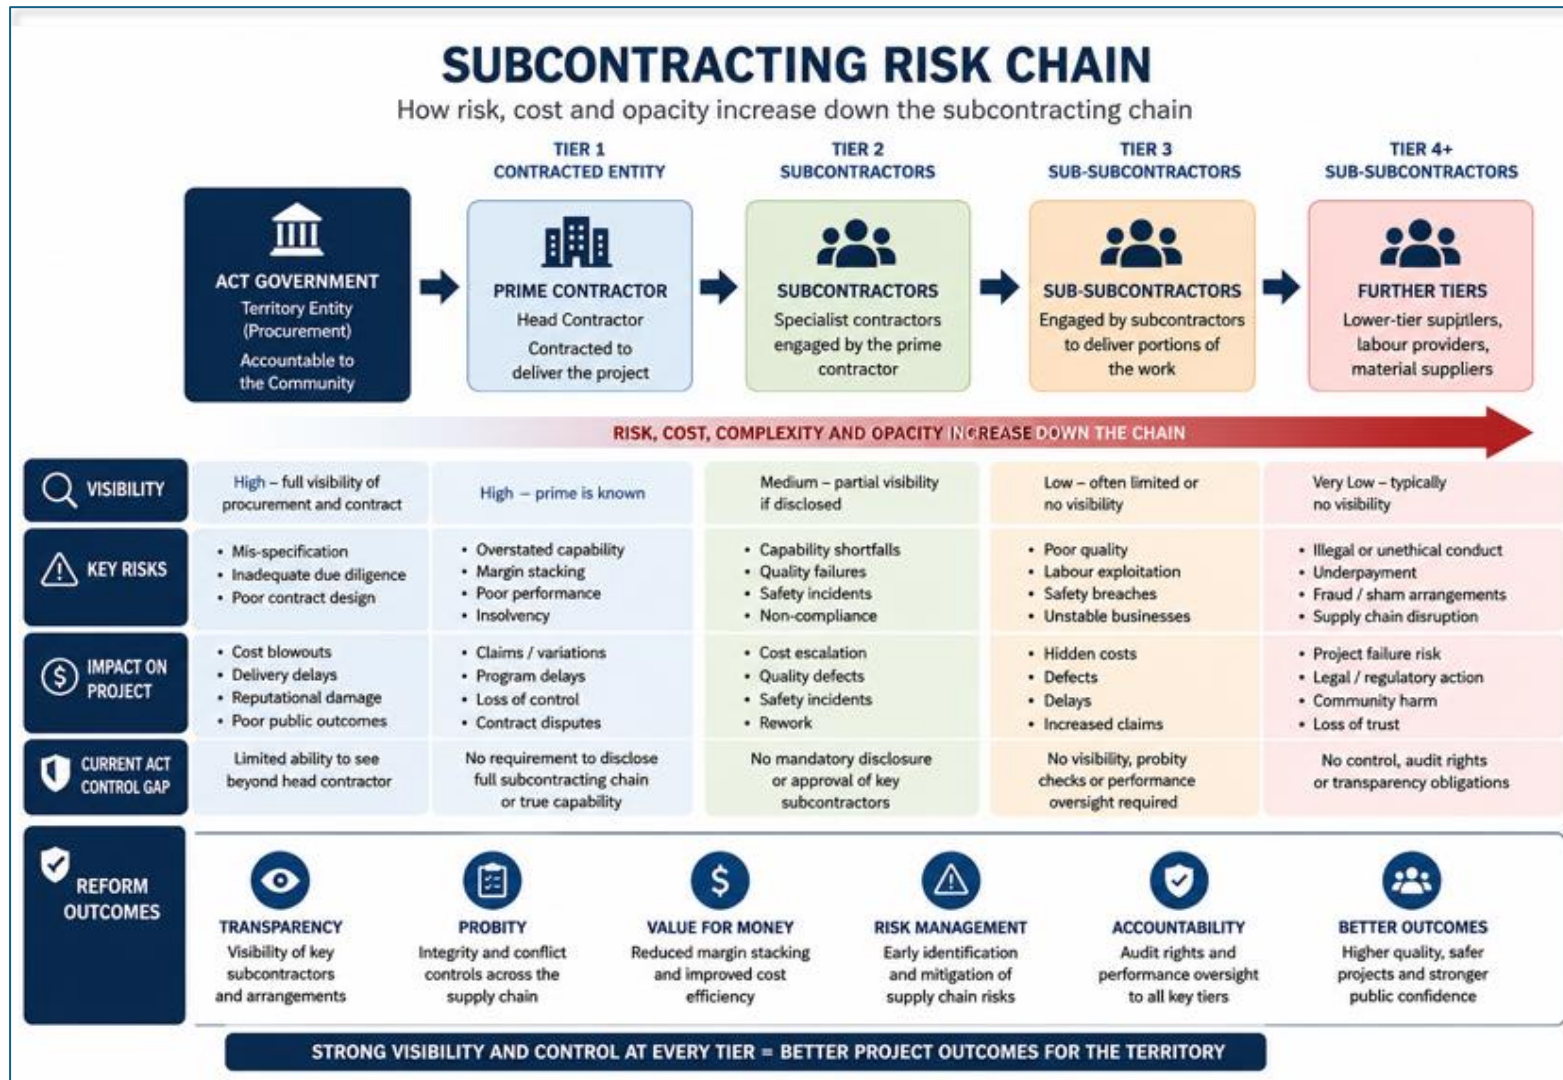 SUBCONTRACTING RISK CHAIN
How risk, cost and opacity increase down the subcontracting chain
TIER 1
CONTRACTED ENTITY
TIER 2
SUBCONTRACTORS
TIER 3
SUB-SUBCONTRACTORS
TIER 4+
SUB-SUBCONTRACTORS
ACT GOVERNMENT
Territory Entity
(Procurement)
Accountable to
the Community
PRIME CONTRACTOR
Head Contractor
Contracted to
deliver the project
SUBCONTRACTORS
Specialist contractors
engaged by the prime
contractor
SUB-SUBCONTRACTORS
Engaged by subcontractors
to deliver portions of
the work
FURTHER TIERS
Lower-tier suppliers,
labour providers,
material suppliers
RISK, COST, COMPLEXITY AND OPACITY INCREASE DOWN THE CHAIN
VISIBILITY
High – full visibility of
procurement and contract
High – prime is known
Medium – partial visibility
if disclosed
Low – often limited or
no visibility
Very Low – typically
no visibility
KEY RISKS
• Mis-specification
• Inadequate due diligence
• Poor contract design
• Overstated capability
• Margin stacking
• Poor performance
• Insolvency
• Capability shortfalls
• Quality failures
• Safety incidents
• Non-compliance
• Poor quality
• Labour exploitation
• Safety breaches
• Unstable businesses
• Illegal or unethical conduct
• Underpayment
• Fraud / sham arrangements
• Supply chain disruption
IMPACT ON
PROJECT
• Cost blowouts
• Delivery delays
• Reputational damage
• Poor public outcomes
• Claims / variations
• Program delays
• Loss of control
• Contract disputes
• Cost escalation
• Quality defects
• Safety incidents
• Rework
• Hidden costs
• Defects
• Delays
• Increased claims
• Project failure risk
• Legal / regulatory action
• Community harm
• Loss of trust
CURRENT ACT
CONTROL GAP
Limited ability to see
beyond head contractor
No requirement to disclose
full subcontracting chain
or true capability
No mandatory disclosure
or approval of key
subcontractors
No visibility, probity
checks or performance
oversight required
No control, audit rights
or transparency obligations
REFORM
OUTCOMES
TRANSPARENCY
Visibility of key
subcontractors
and arrangements
PROBITY
Integrity and conflict
controls across the
supply chain
$
VALUE FOR MONEY
Reduced margin stacking
and improved cost
efficiency
RISK MANAGEMENT
Early identification
and mitigation of
supply chain risks
ACCOUNTABILITY
Audit rights and
performance oversight
to all key tiers
BETTER OUTCOMES
Higher quality, safer
projects and stronger
public confidence
STRONG VISIBILITY AND CONTROL AT EVERY TIER = BETTER PROJECT OUTCOMES FOR THE TERRITORY